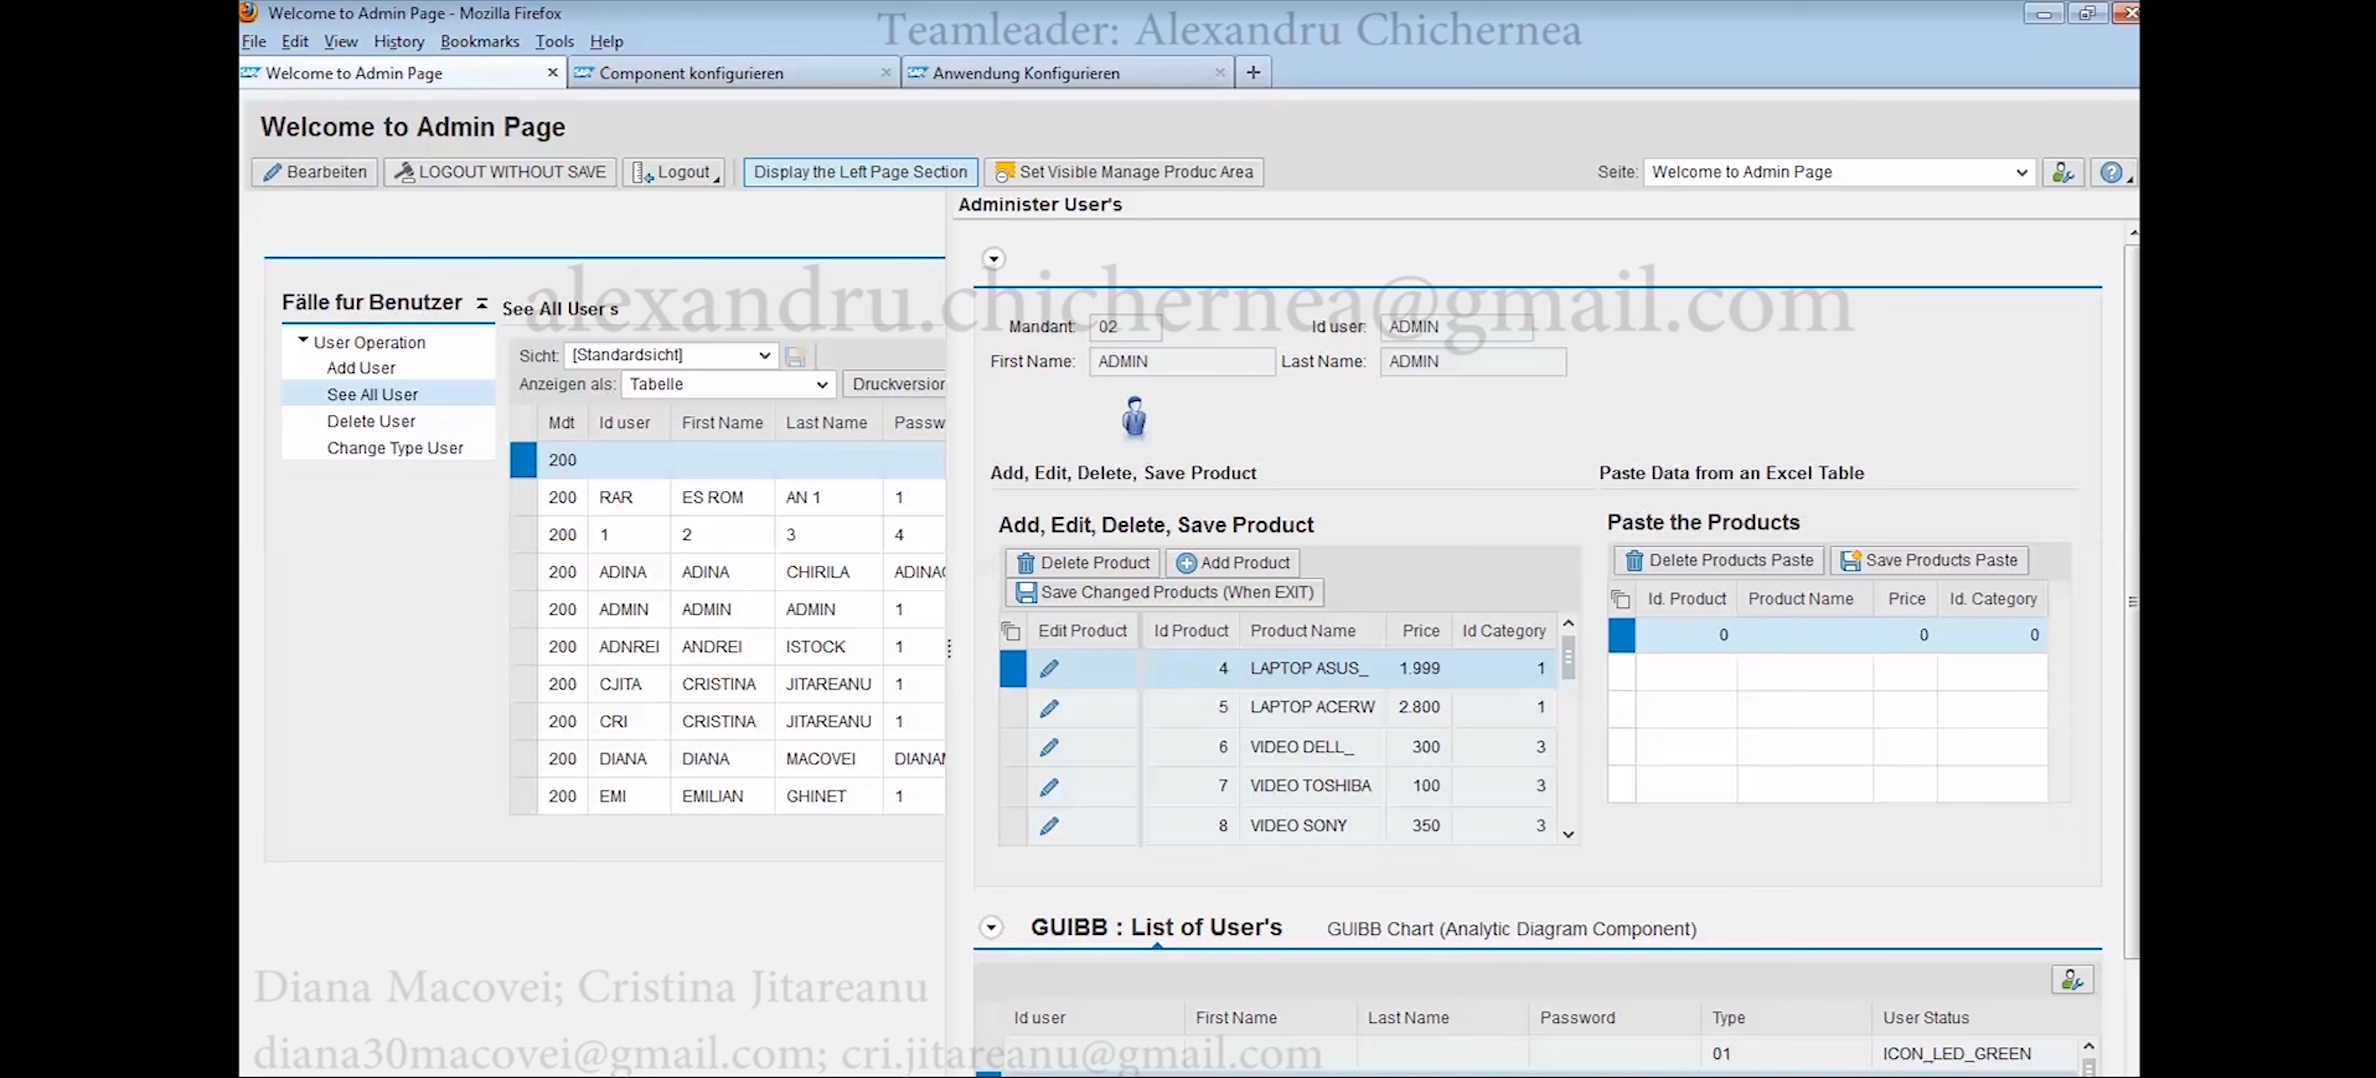 Welcome to Admin Page - Mozilla Firefox
Teamleader: Alexandru Chichernea
File Edit View History Bookmarks Tools Help
Welcome to Admin Page Component konfigurieren Anwendung Konfigurieren
Welcome to Admin Page
Bearbeiten LOGOUT WITHOUT SAVE Logout Display the Left Page Section Set Visible Manage Produc Area Seite: Welcome to Admin Page
Administer User's
alexandru.chichernea@gmail.com
Fälle fur Benutzer
User Operation
Add User
See All User
Delete User
Change Type User
See All User's
Sicht: [Standardsicht]
Anzeigen als: Tabelle Druckversion
Mdt Id user First Name Last Name Passw
200
200 RAR ES ROM AN 1 1
200 1 2 3 4
200 ADINA ADINA CHIRILA ADINAC
200 ADMIN ADMIN ADMIN 1
200 ADNREI ANDREI ISTOCK 1
200 CJITA CRISTINA JITAREANU 1
200 CRI CRISTINA JITAREANU 1
200 DIANA DIANA MACOVEI DIANAM
200 EMI EMILIAN GHINET 1
Mandant: 02 Id user: ADMIN
First Name: ADMIN Last Name: ADMIN
Add, Edit, Delete, Save Product
Add, Edit, Delete, Save Product
Delete Product Add Product
Save Changed Products (When EXIT)
Edit Product Id Product Product Name Price Id Category
4 LAPTOP ASUS_ 1.999 1
5 LAPTOP ACERW 2.800 1
6 VIDEO DELL_ 300 3
7 VIDEO TOSHIBA 100 3
8 VIDEO SONY 350 3
Paste Data from an Excel Table
Paste the Products
Delete Products Paste Save Products Paste
Id. Product Product Name Price Id. Category
0 0 0
GUIBB : List of User's GUIBB Chart (Analytic Diagram Component)
Id user First Name Last Name Password Type User Status
01 ICON_LED_GREEN
Diana Macovei; Cristina Jitareanu
diana30macovei@gmail.com; cri.jitareanu@gmail.com